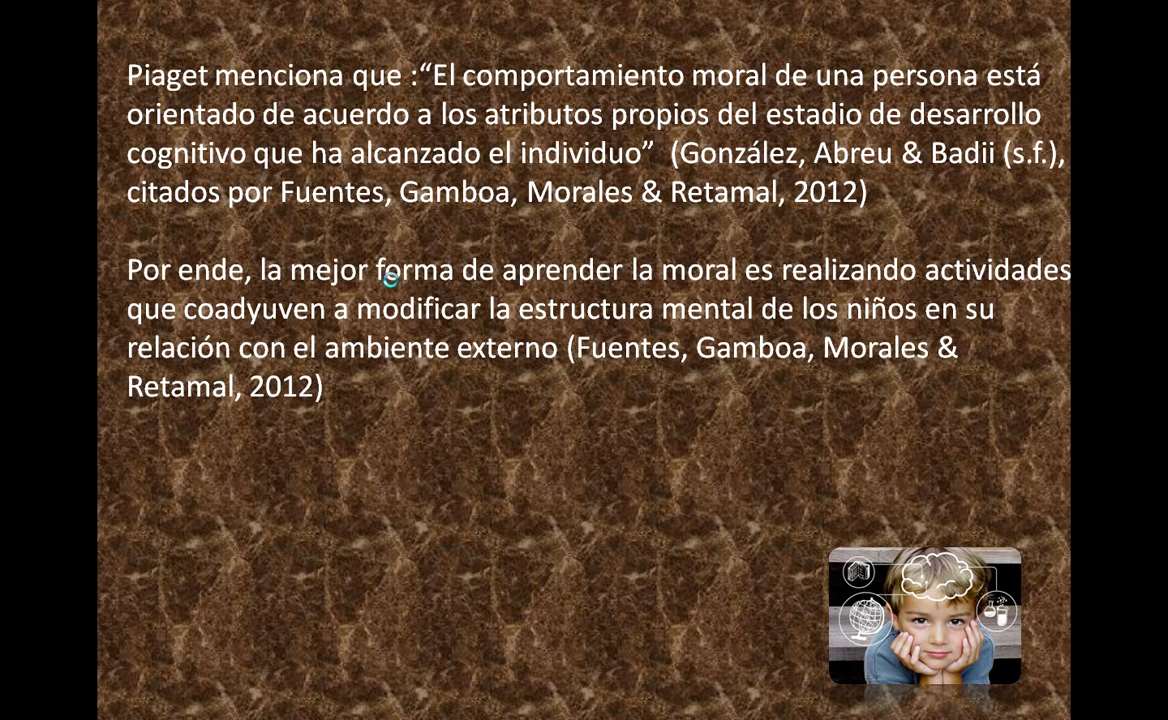 Piaget menciona que :“El comportamiento moral de una persona está
orientado de acuerdo a los atributos propios del estadio de desarrollo
cognitivo que ha alcanzado el individuo”  (González, Abreu & Badii (s.f.),
citados por Fuentes, Gamboa, Morales & Retamal, 2012)
Por ende, la mejor forma de aprender la moral es realizando actividades
que coadyuven a modificar la estructura mental de los niños en su
relación con el ambiente externo (Fuentes, Gamboa, Morales &
Retamal, 2012)